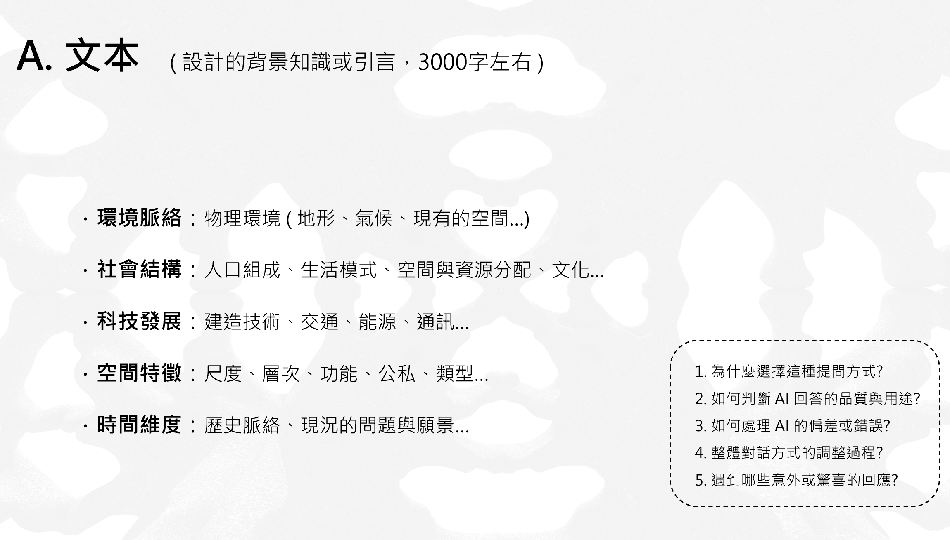 A. 文本 ( 設計的背景知識或引言，3000字左右 )
· 環境脈絡：物理環境 ( 地形、氣候、現有的空間...)
· 社會結構：人口組成、生活模式、空間與資源分配、文化...
· 科技發展：建造技術、交通、能源、通訊...
· 空間特徵：尺度、層次、功能、公私、類型...
· 時間維度：歷史脈絡、現況的問題與願景...
1. 為什麼選擇這種提問方式?
2. 如何判斷 AI 回答的品質與用途?
3. 如何處理 AI 的偏差或錯誤?
4. 整體對話方式的調整過程?
5. 遇到哪些意外或驚喜的回應?